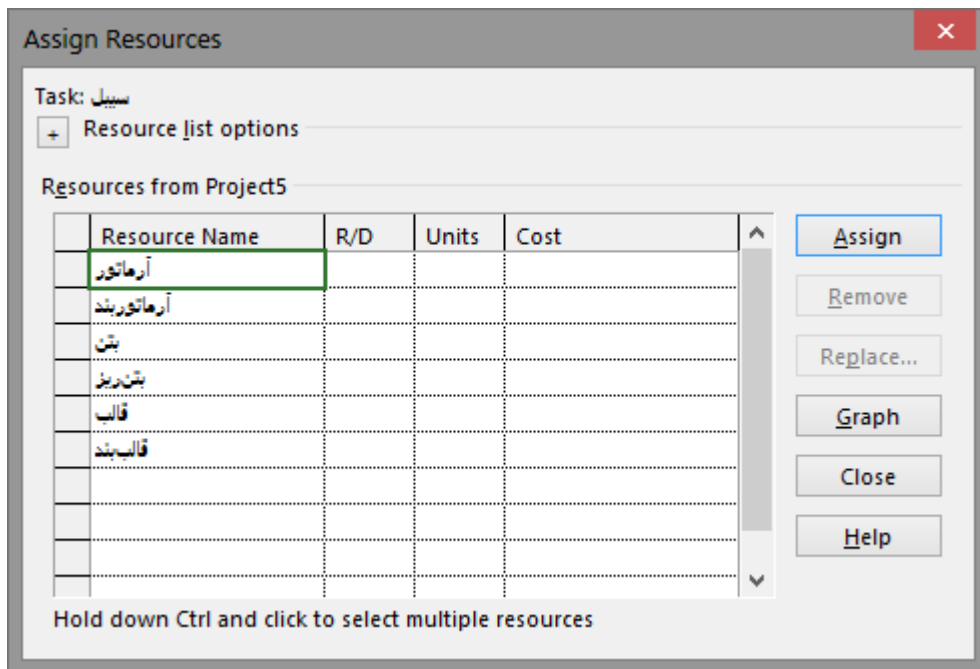 Assign Resources
Task: سیبل
+ Resource list options
Resources from Project5
Resource Name R/D Units Cost
آرماتور
آرماتوربند
بتن
بتن‌ریز
قالب
قالب‌بند
Assign
Remove
Replace...
Graph
Close
Help
Hold down Ctrl and click to select multiple resources